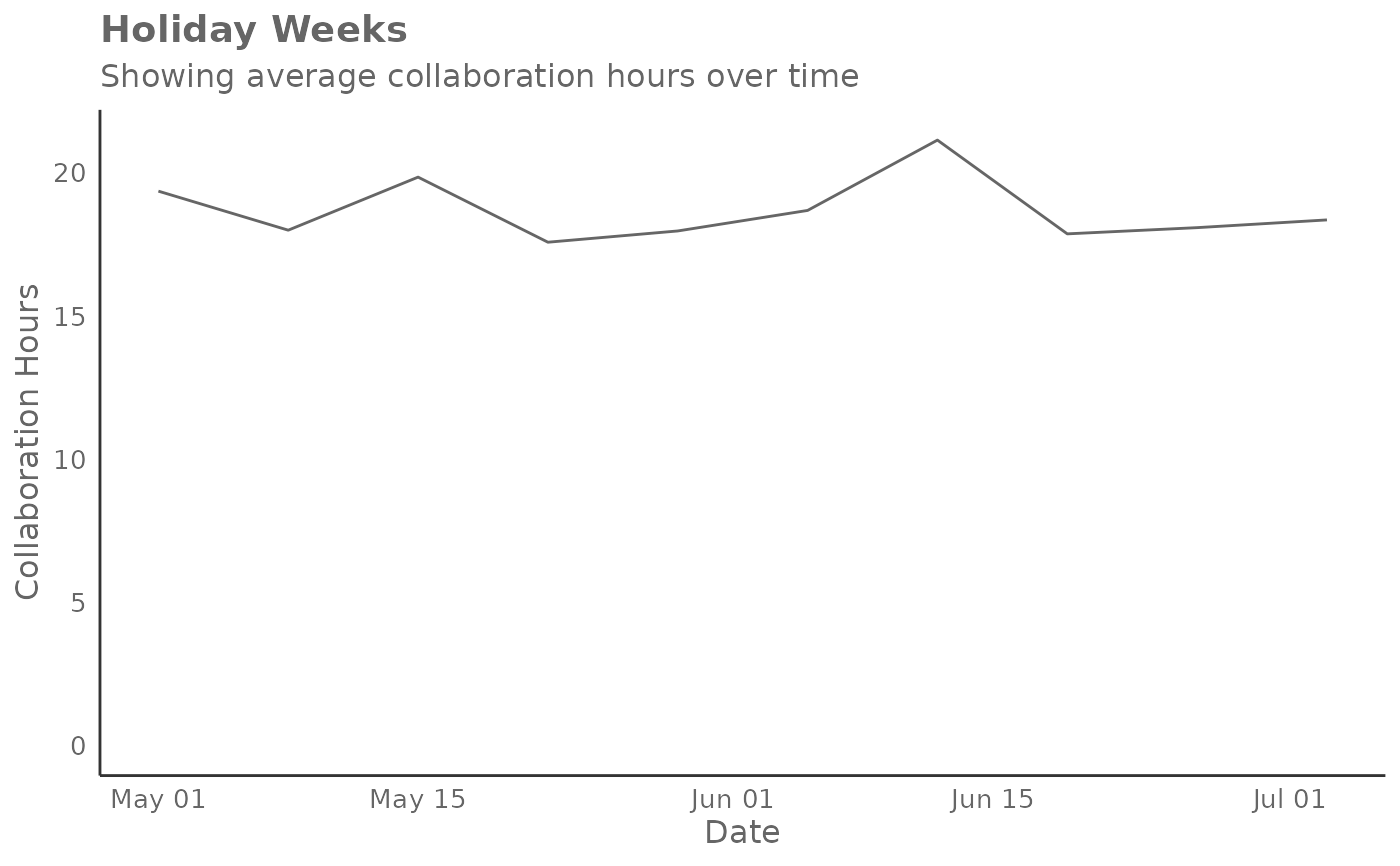 Holiday Weeks
Showing average collaboration hours over time
Collaboration Hours
20
15
10
5
0
May 01
May 15
Jun 01
Jun 15
Jul 01
Date